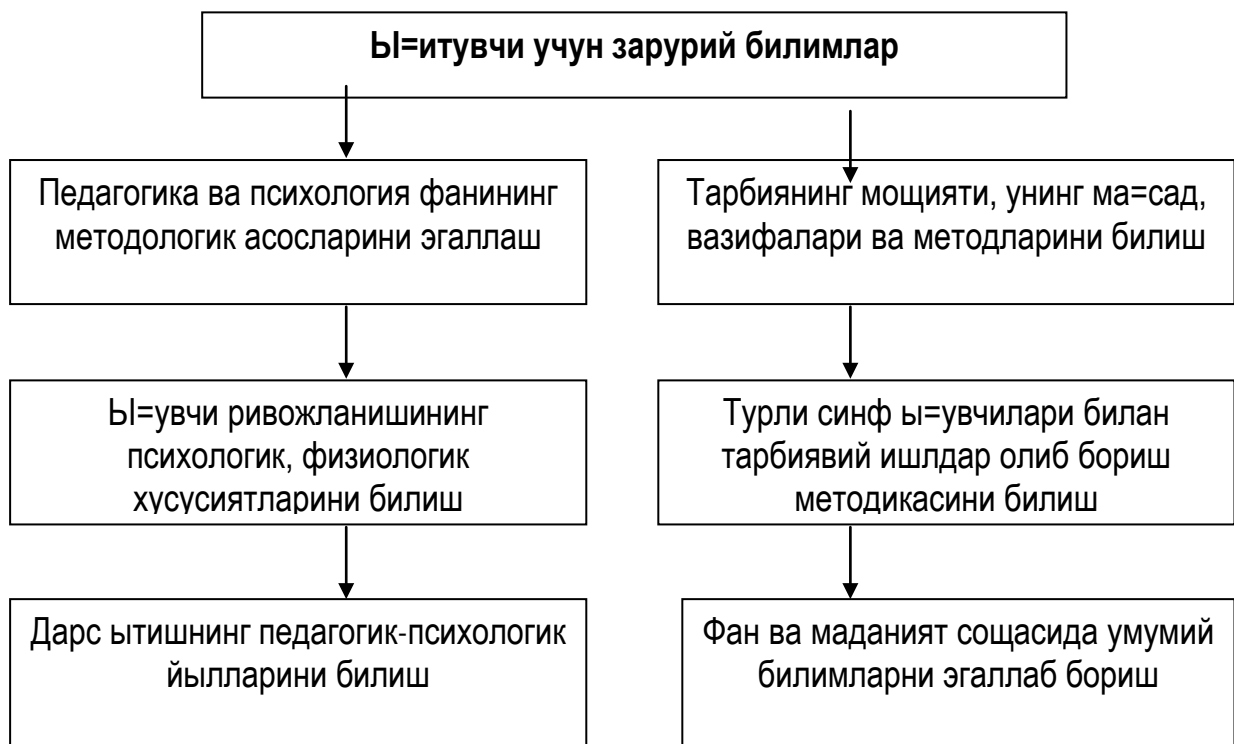 Ы=итувчи учун зарурий билимлар
Педагогика ва психология фанининг
методологик асосларини эгаллаш
Тарбиянинг мощияти, унинг ма=сад,
вазифалари ва методларини билиш
Ы=увчи ривожланишининг
психологик, физиологик
хусусиятларини билиш
Турли синф ы=увчилари билан
тарбиявий ишлдар олиб бориш
методикасини билиш
Дарс ытишнинг педагогик-психологик
йылларини билиш
Фан ва маданият сощасида умумий
билимларни эгаллаб бориш